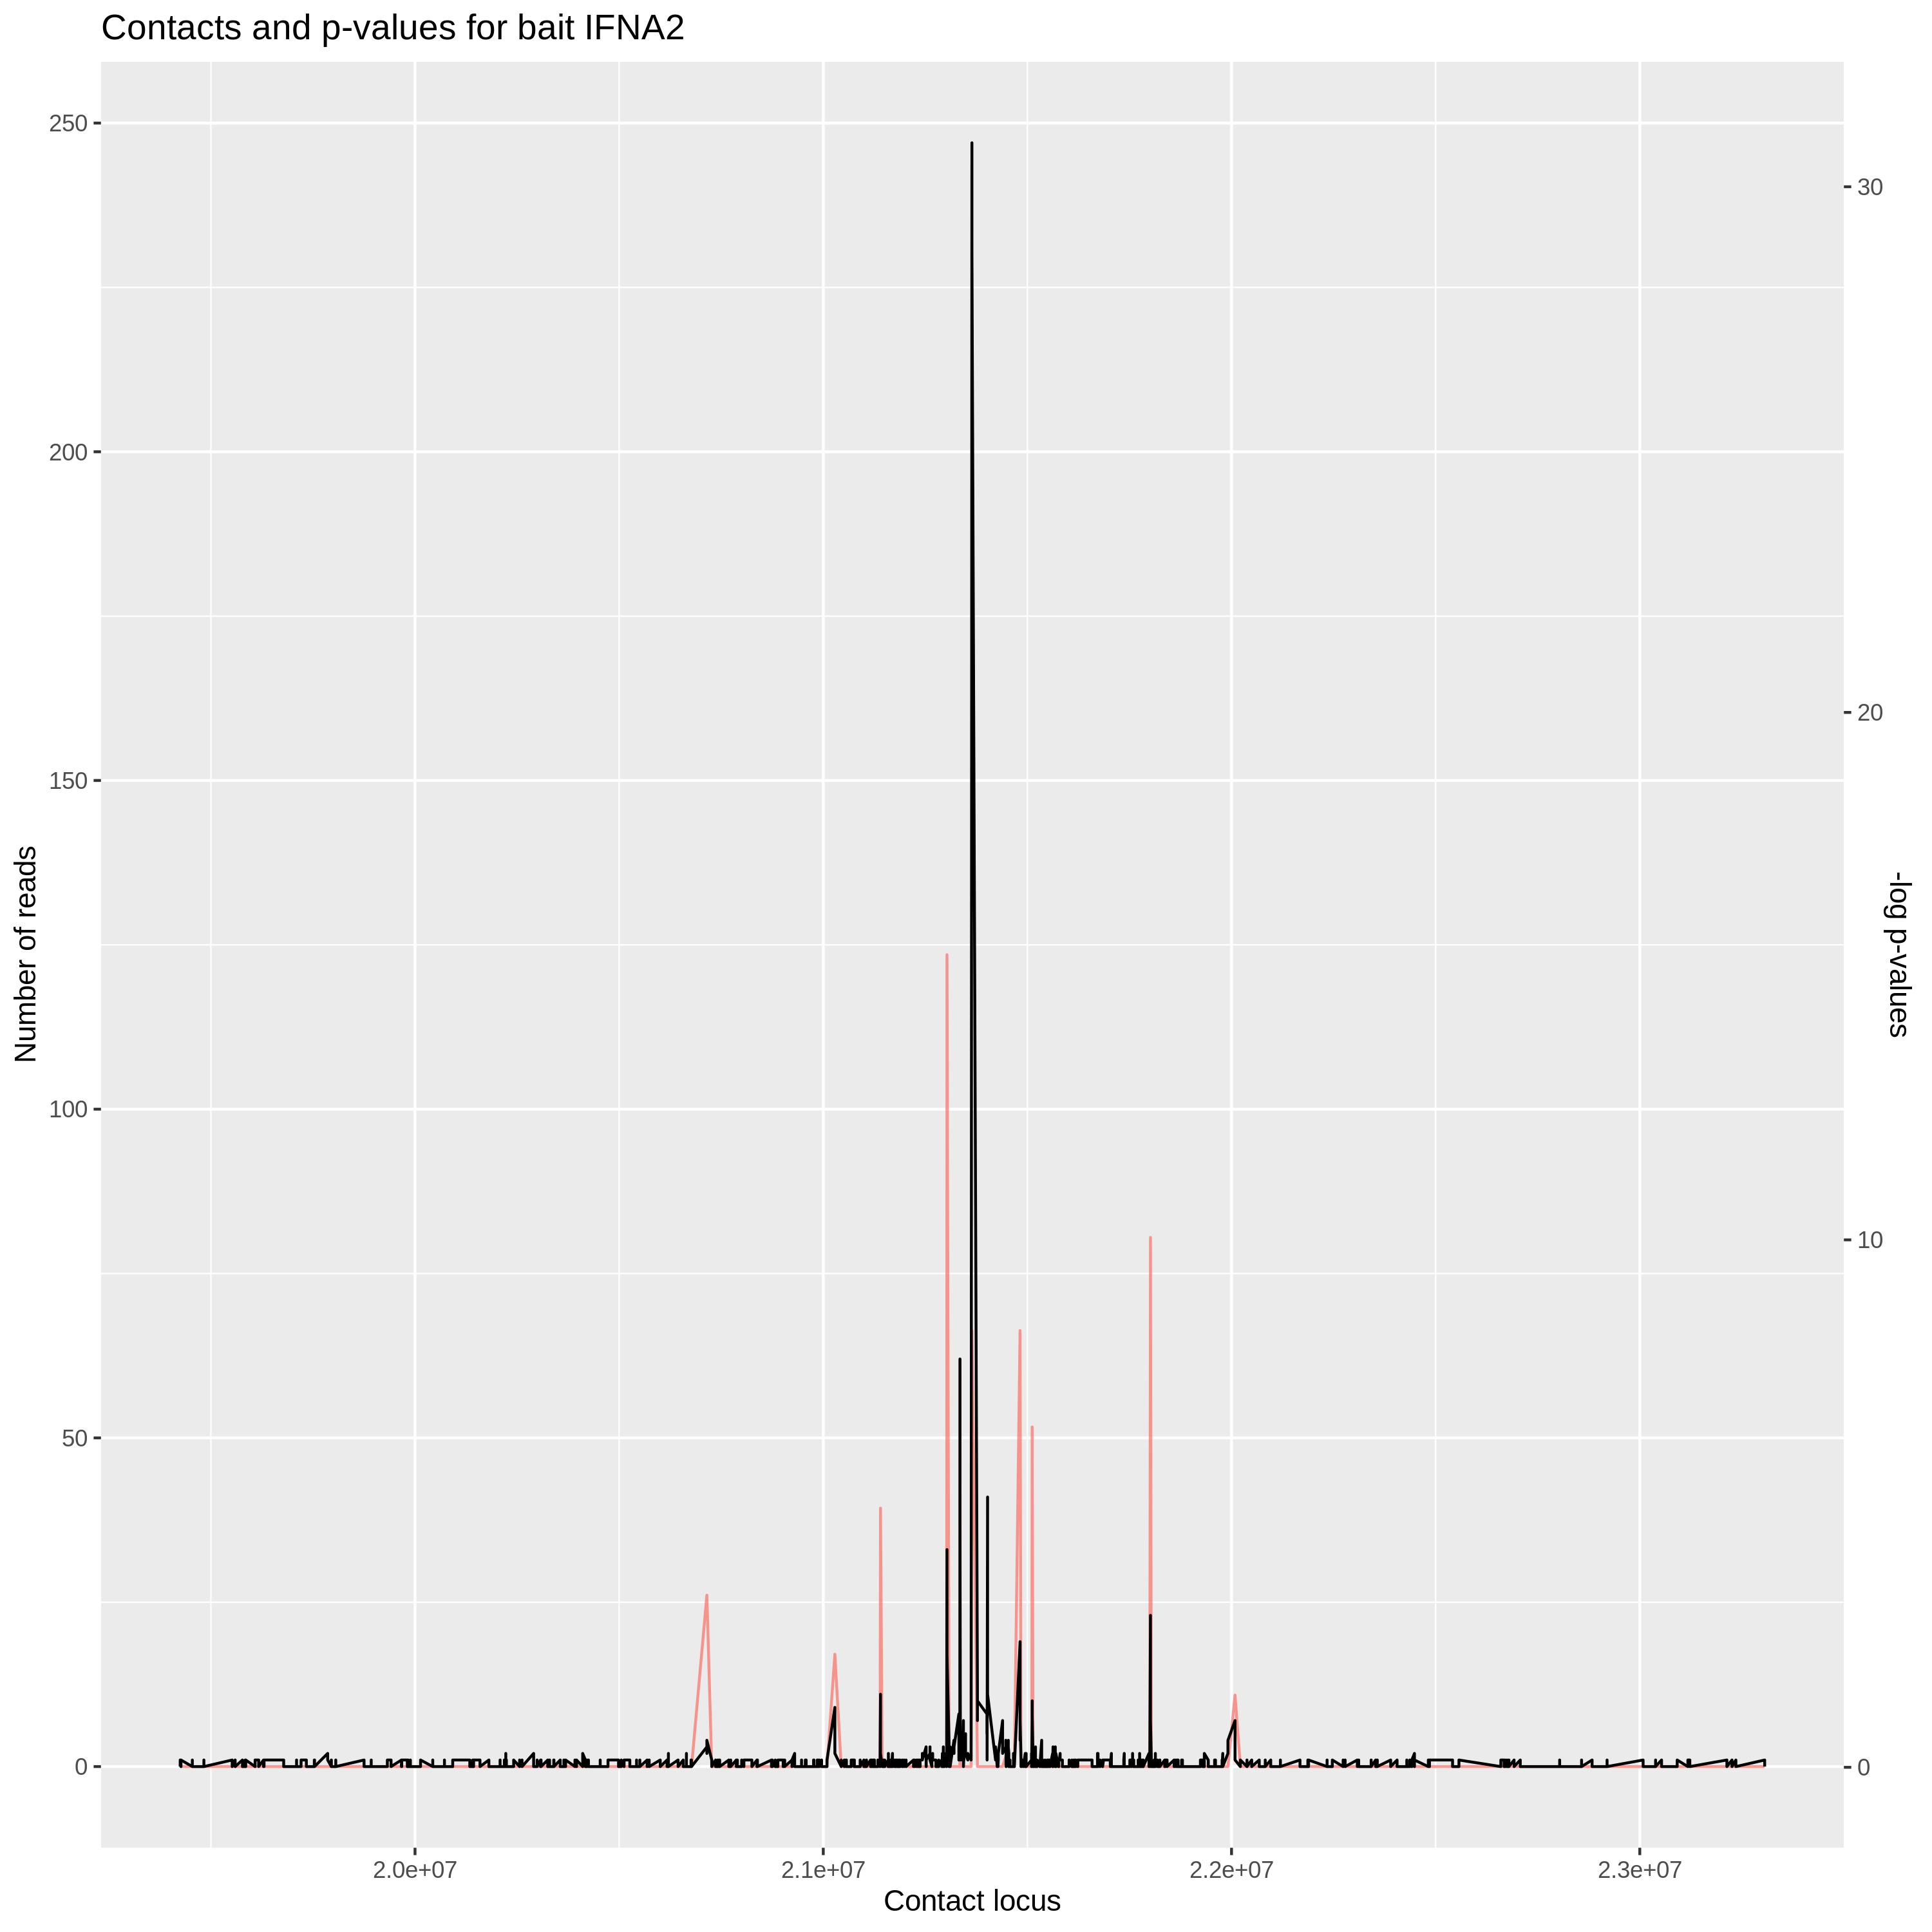 Contacts and p-values for bait IFNA2
250
200
150
100
50
0
Number of reads
30
20
10
0
-log p-values
2.0e+07
2.1e+07
2.2e+07
2.3e+07
Contact locus